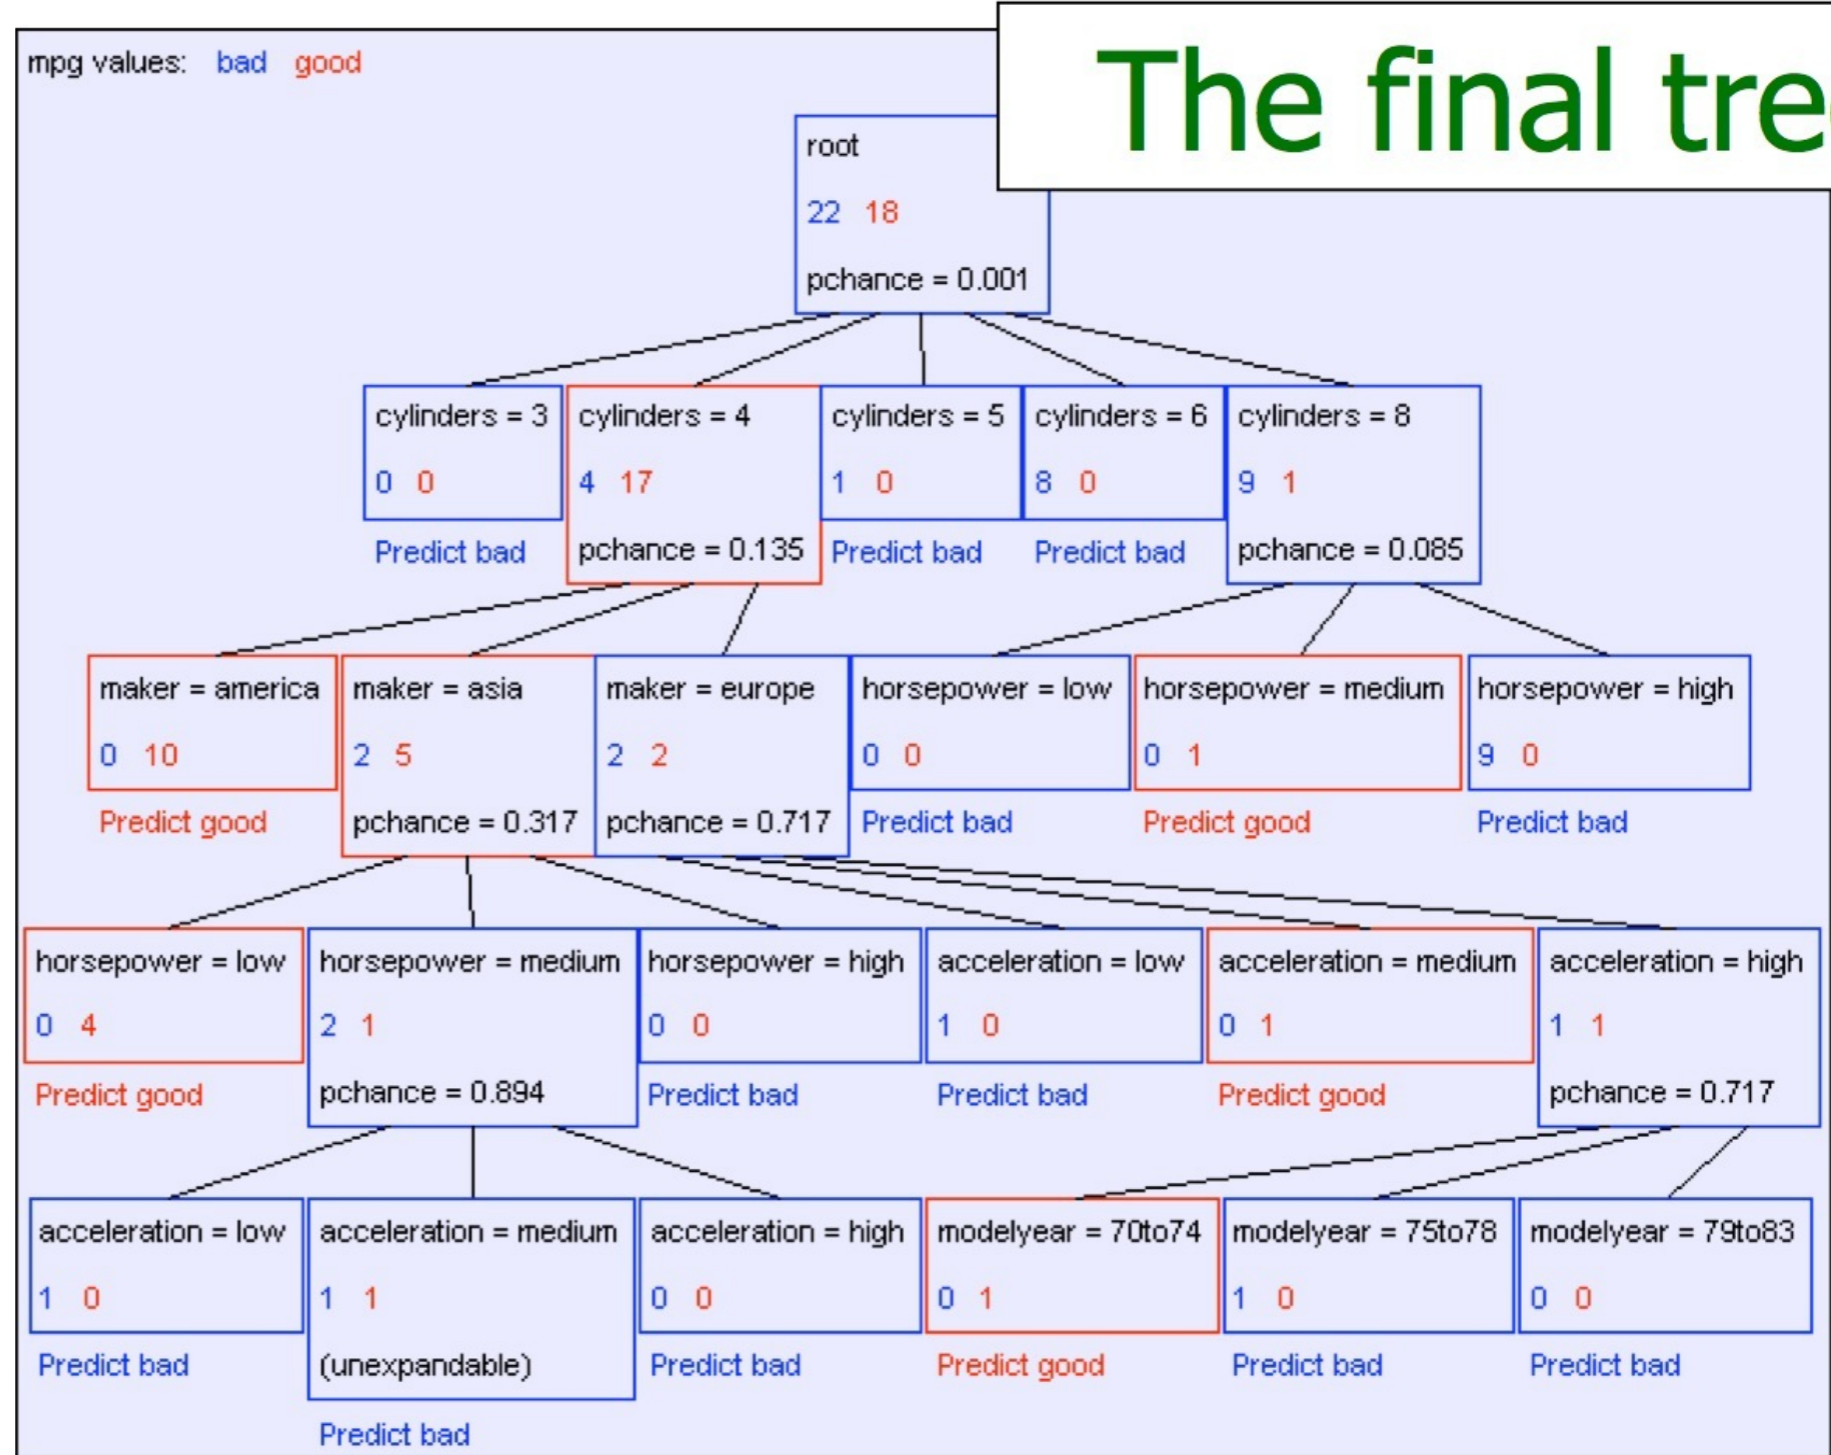 The final tre
mpg values: bad good
root
22 18
pchance = 0.001
cylinders = 3
0 0
Predict bad
cylinders = 4
4 17
pchance = 0.135
cylinders = 5
1 0
Predict bad
cylinders = 6
8 0
Predict bad
cylinders = 8
9 1
pchance = 0.085
maker = america
0 10
Predict good
maker = asia
2 5
pchance = 0.317
maker = europe
2 2
pchance = 0.717
horsepower = low
0 0
Predict bad
horsepower = medium
0 1
Predict good
horsepower = high
9 0
Predict bad
horsepower = low
0 4
Predict good
horsepower = medium
2 1
pchance = 0.894
horsepower = high
0 0
Predict bad
acceleration = low
1 0
Predict bad
acceleration = medium
0 1
Predict good
acceleration = high
1 1
pchance = 0.717
acceleration = low
1 0
Predict bad
acceleration = medium
1 1
(unexpandable)
Predict bad
acceleration = high
0 0
Predict bad
modelyear = 70to74
0 1
Predict good
modelyear = 75to78
1 0
Predict bad
modelyear = 79to83
0 0
Predict bad